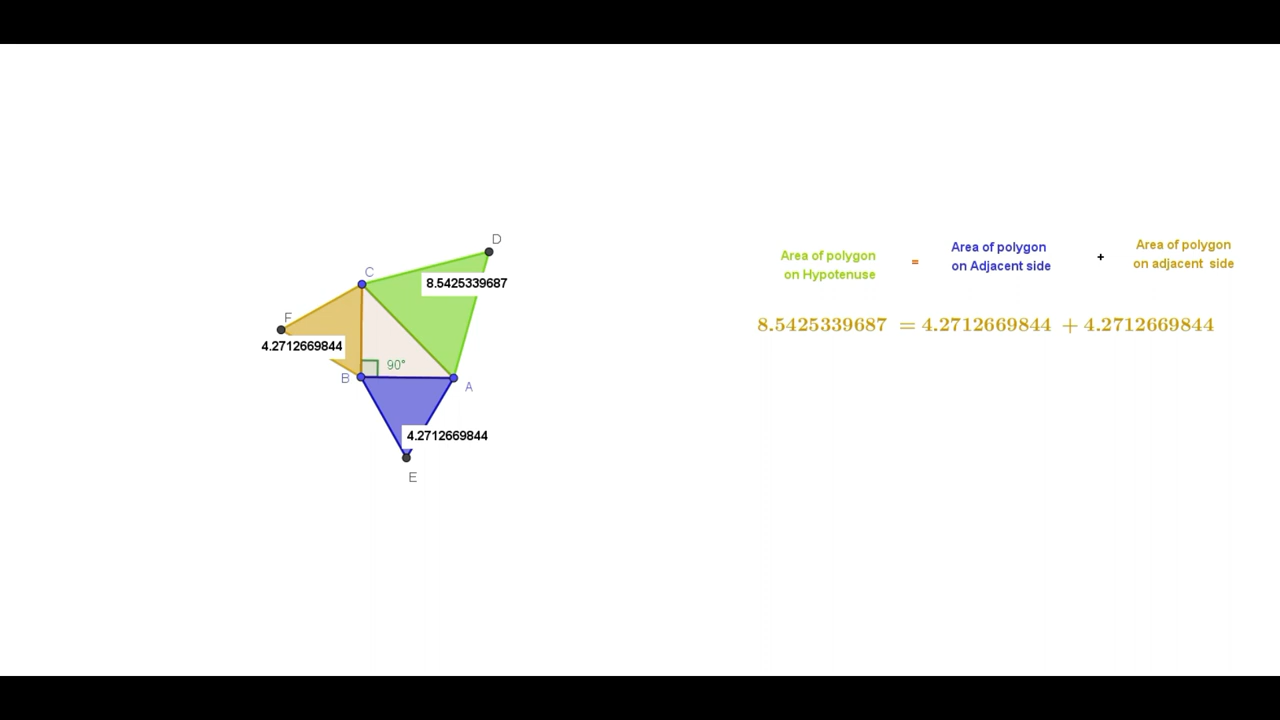 D
C
8.5425339687
F
4.2712669844
90°
B
A
4.2712669844
E
Area of polygon
on Hypotenuse
=
Area of polygon
on Adjacent side
+
Area of polygon
on adjacent side
8.5425339687 = 4.2712669844 + 4.2712669844